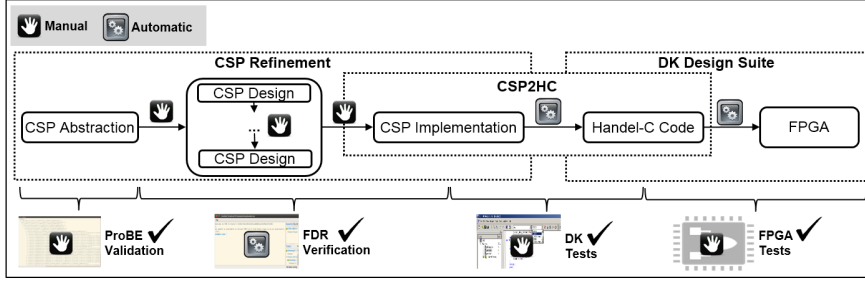 Manual
Automatic
CSP Refinement
DK Design Suite
CSP2HC
CSP Design
...
CSP Design
CSP Abstraction
CSP Implementation
Handel-C Code
FPGA
ProBE
Validation
FDR
Verification
DK
Tests
FPGA
Tests